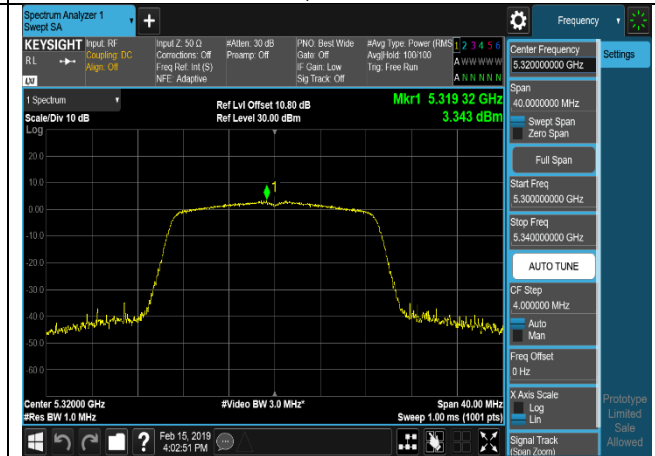 Spectrum Analyzer 1
Swept SA
+
Frequency
KEYSIGHT
RL
LXI
Input: RF
Coupling: DC
Align: Off
Input Z: 50 Ω
Corrections: Off
Freq Ref: Int (S)
NFE: Adaptive
#Atten: 30 dB
Preamp: Off
PNO: Best Wide
Gate: Off
IF Gain: Low
Sig Track: Off
#Avg Type: Power (RMS
Avg|Hold: 100/100
Trig: Free Run
1 2 3 4 5 6
A W W W W W
A N N N N N
1 Spectrum
Scale/Div 10 dB
Log
Ref Lvl Offset 10.80 dB
Ref Level 30.00 dBm
Mkr1 5.319 32 GHz
3.343 dBm
20.0
10.0
0.00
-10.0
-20.0
-30.0
-40.0
-50.0
-60.0
1
Center 5.32000 GHz
#Res BW 1.0 MHz
#Video BW 3.0 MHz*
Span 40.00 MHz
Sweep 1.00 ms (1001 pts)
Feb 15, 2019
4:02:51 PM
?
Center Frequency
5.320000000 GHz
Span
40.0000000 MHz
Swept Span
Zero Span
Full Span
Start Freq
5.300000000 GHz
Stop Freq
5.340000000 GHz
AUTO TUNE
CF Step
4.000000 MHz
Auto
Man
Freq Offset
0 Hz
X Axis Scale
Log
Lin
Signal Track
(Span Zoom)
Settings
Prototype
Limited
Sale
Allowed